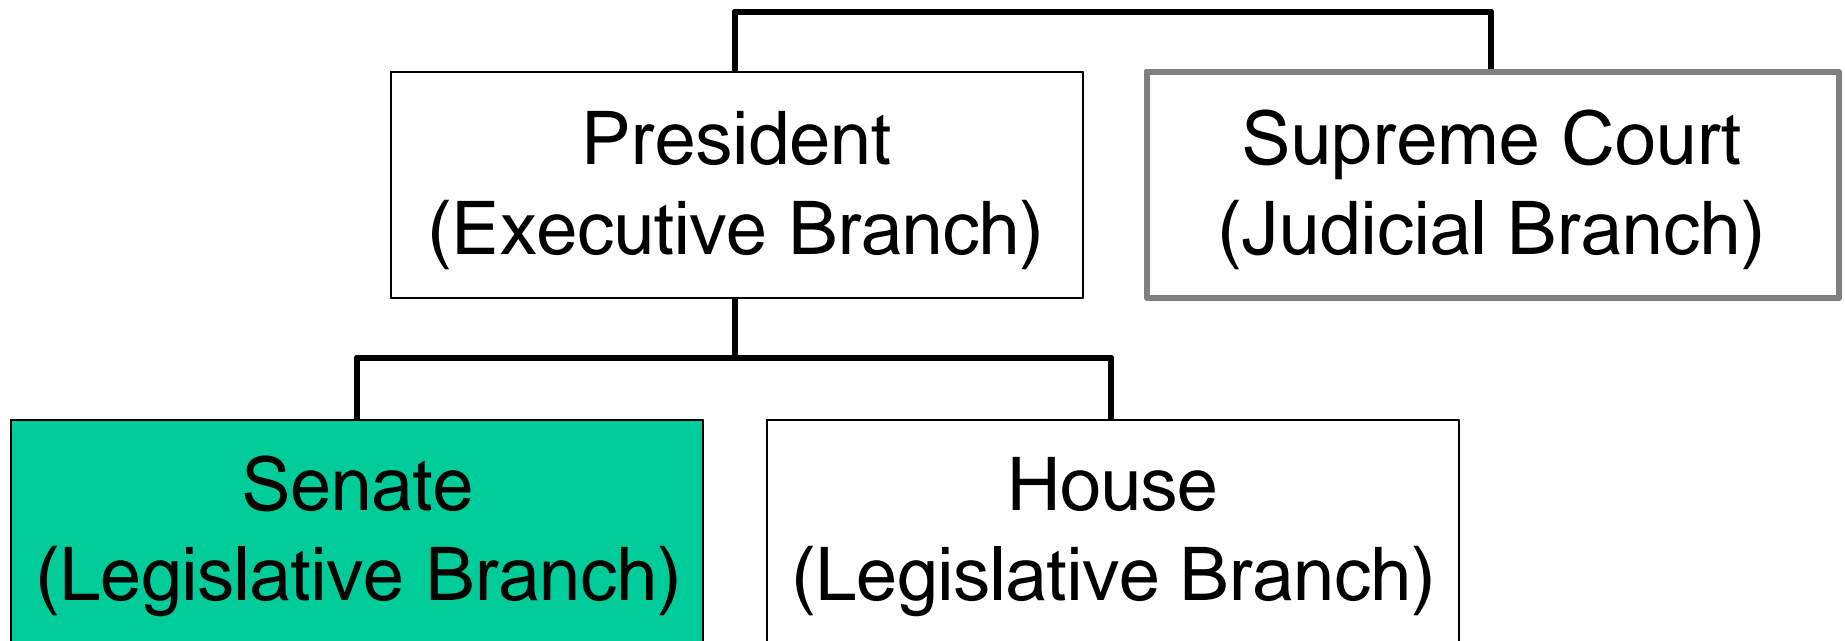 President
(Executive Branch)
Supreme Court
(Judicial Branch)
Senate
(Legislative Branch)
House
(Legislative Branch)